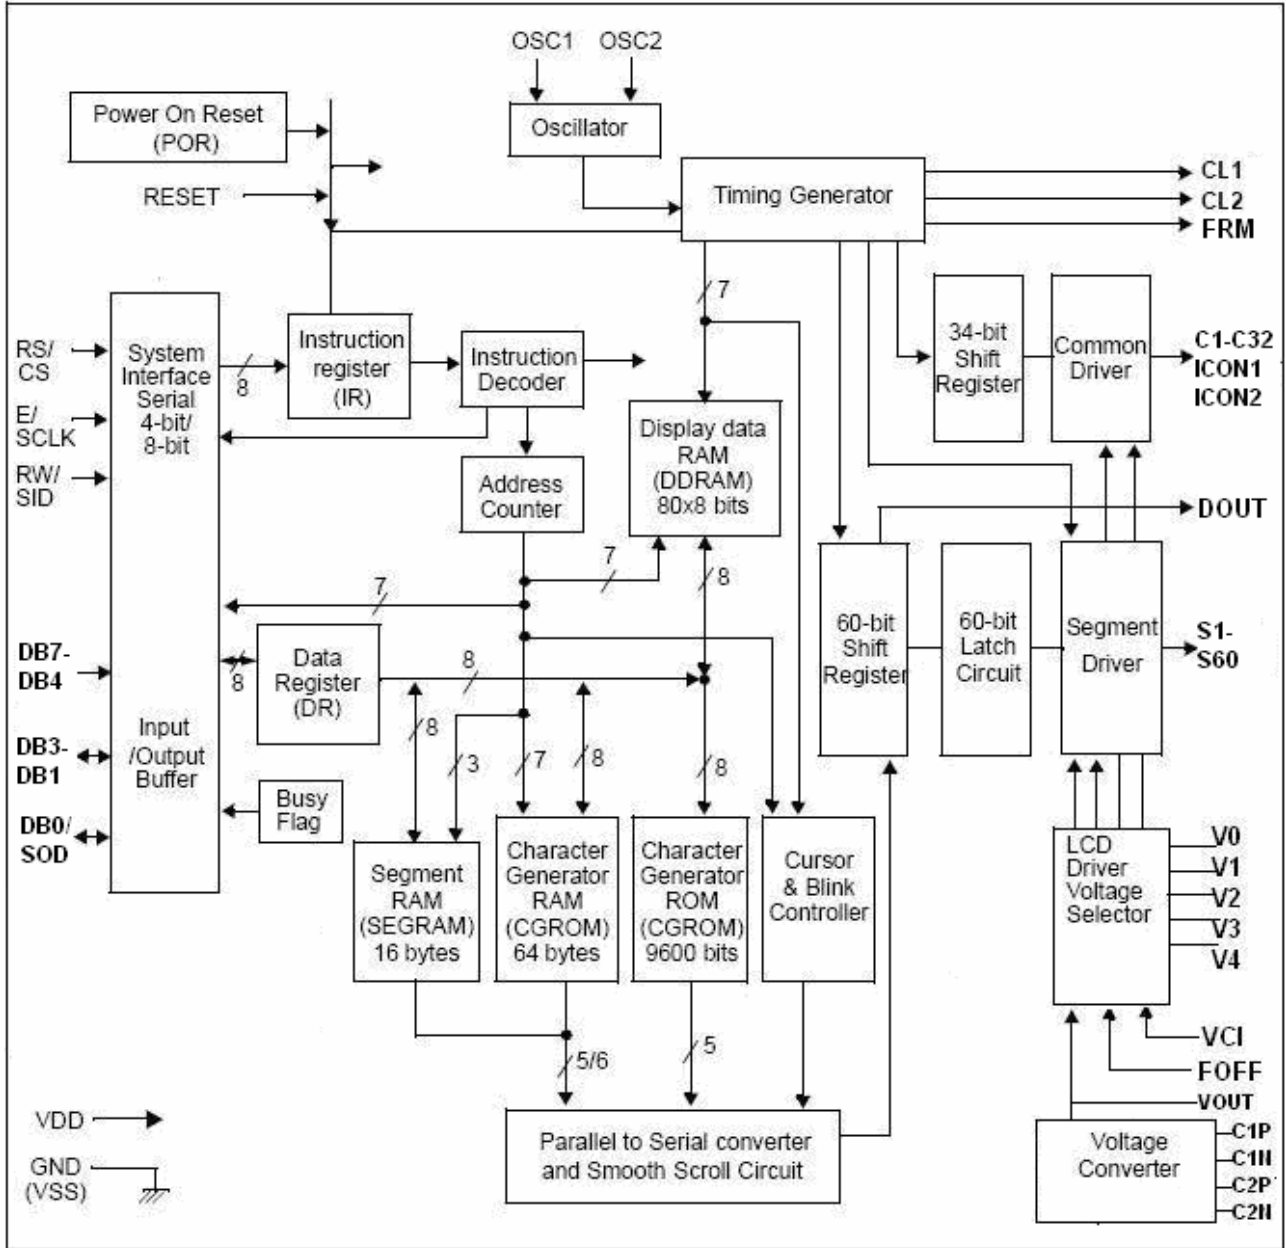 OSC1 OSC2
Power On Reset
(POR)
Oscillator
RESET
Timing Generator
CL1
CL2
FRM
7
RS/
CS
E/
SCLK
RW/
SID
System
Interface
Serial
4-bit/
8-bit
8
Instruction
register
(IR)
Instruction
Decoder
34-bit
Shift
Register
Common
Driver
C1-C32
ICON1
ICON2
Display data
RAM
(DDRAM)
80x8 bits
Address
Counter
DOUT
7
7
8
DB7-
DB4
DB3-
DB1
DB0/
SOD
Input
/Output
Buffer
8
Data
Register
(DR)
8
60-bit
Shift
Register
60-bit
Latch
Circuit
Segment
Driver
S1-
S60
8
3
7
8
8
Busy
Flag
Segment
RAM
(SEGRAM)
16 bytes
Character
Generator
RAM
(CGROM)
64 bytes
Character
Generator
ROM
(CGROM)
9600 bits
Cursor
& Blink
Controller
LCD
Driver
Voltage
Selector
V0
V1
V2
V3
V4
5/6
5
VCI
FOFF
VOUT
VDD
GND
(VSS)
Parallel to Serial converter
and Smooth Scroll Circuit
Voltage
Converter
C1P
C1N
C2P
C2N